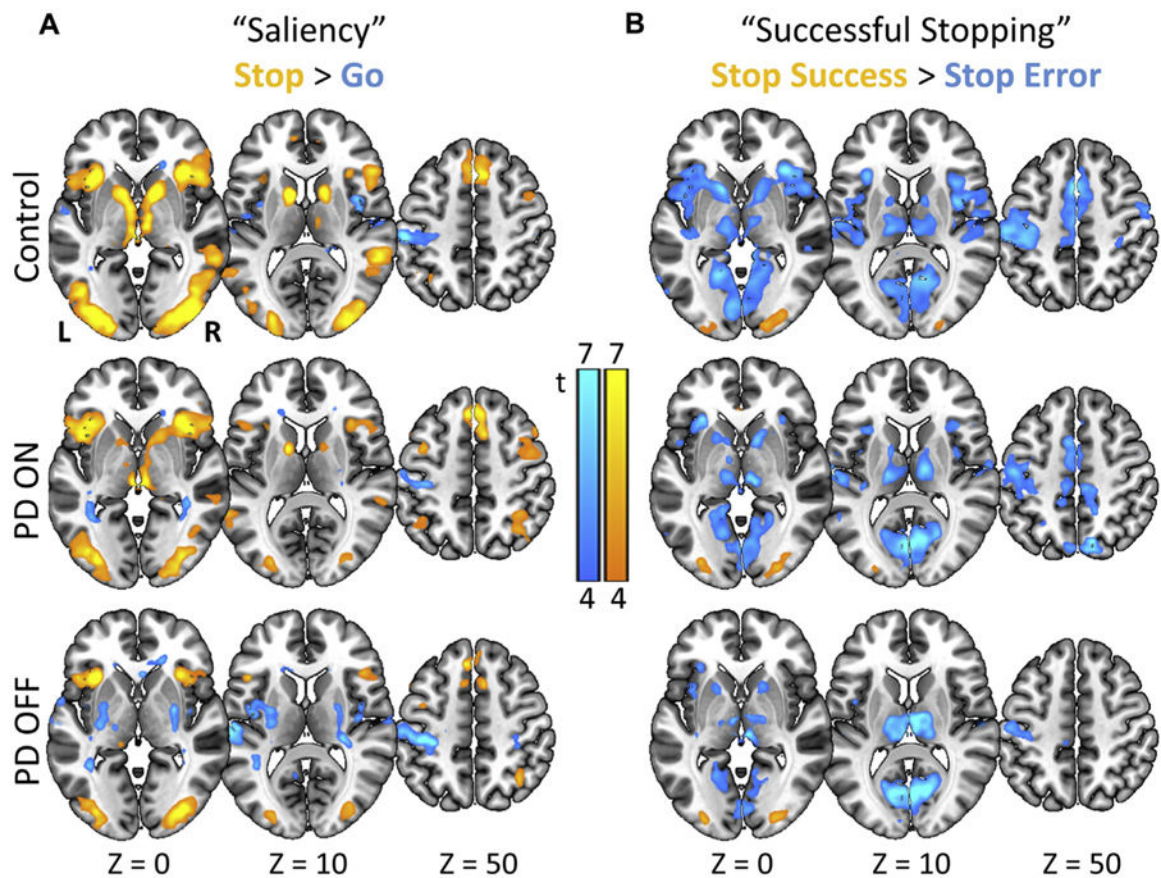 A
"Saliency"
Stop > Go
B
"Successful Stopping"
Stop Success > Stop Error
Control
L
R
PD ON
t
7 7
4 4
PD OFF
Z = 0
Z = 10
Z = 50
Z = 0
Z = 10
Z = 50